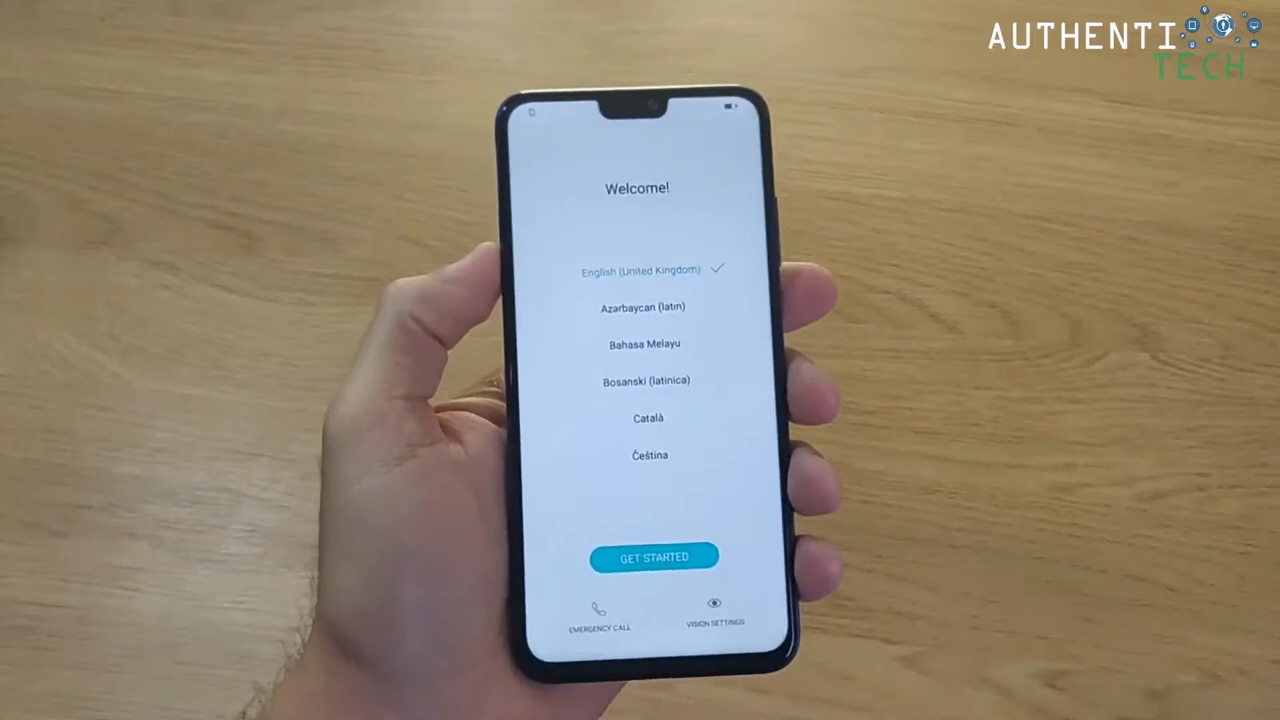 AUTHENTI
TECH
Welcome!
English (United Kingdom)
Azərbaycan (latın)
Bahasa Melayu
Bosanski (latinica)
Català
Čeština
GET STARTED
EMERGENCY CALL
VISION SETTINGS